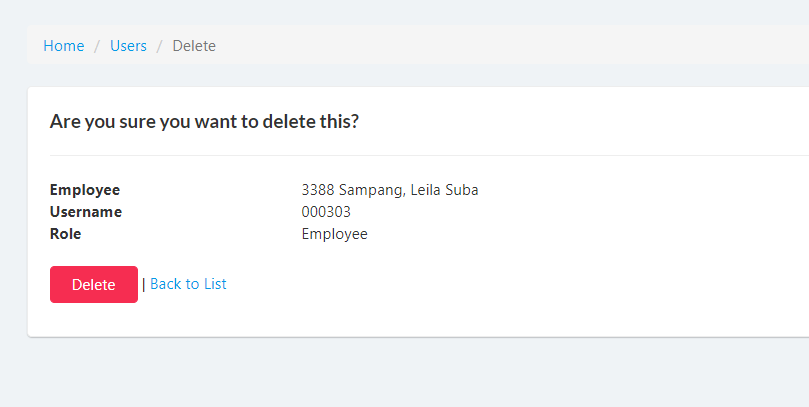 Home / Users / Delete
Are you sure you want to delete this?
Employee 3388 Sampang, Leila Suba
Username 000303
Role Employee
Delete | Back to List